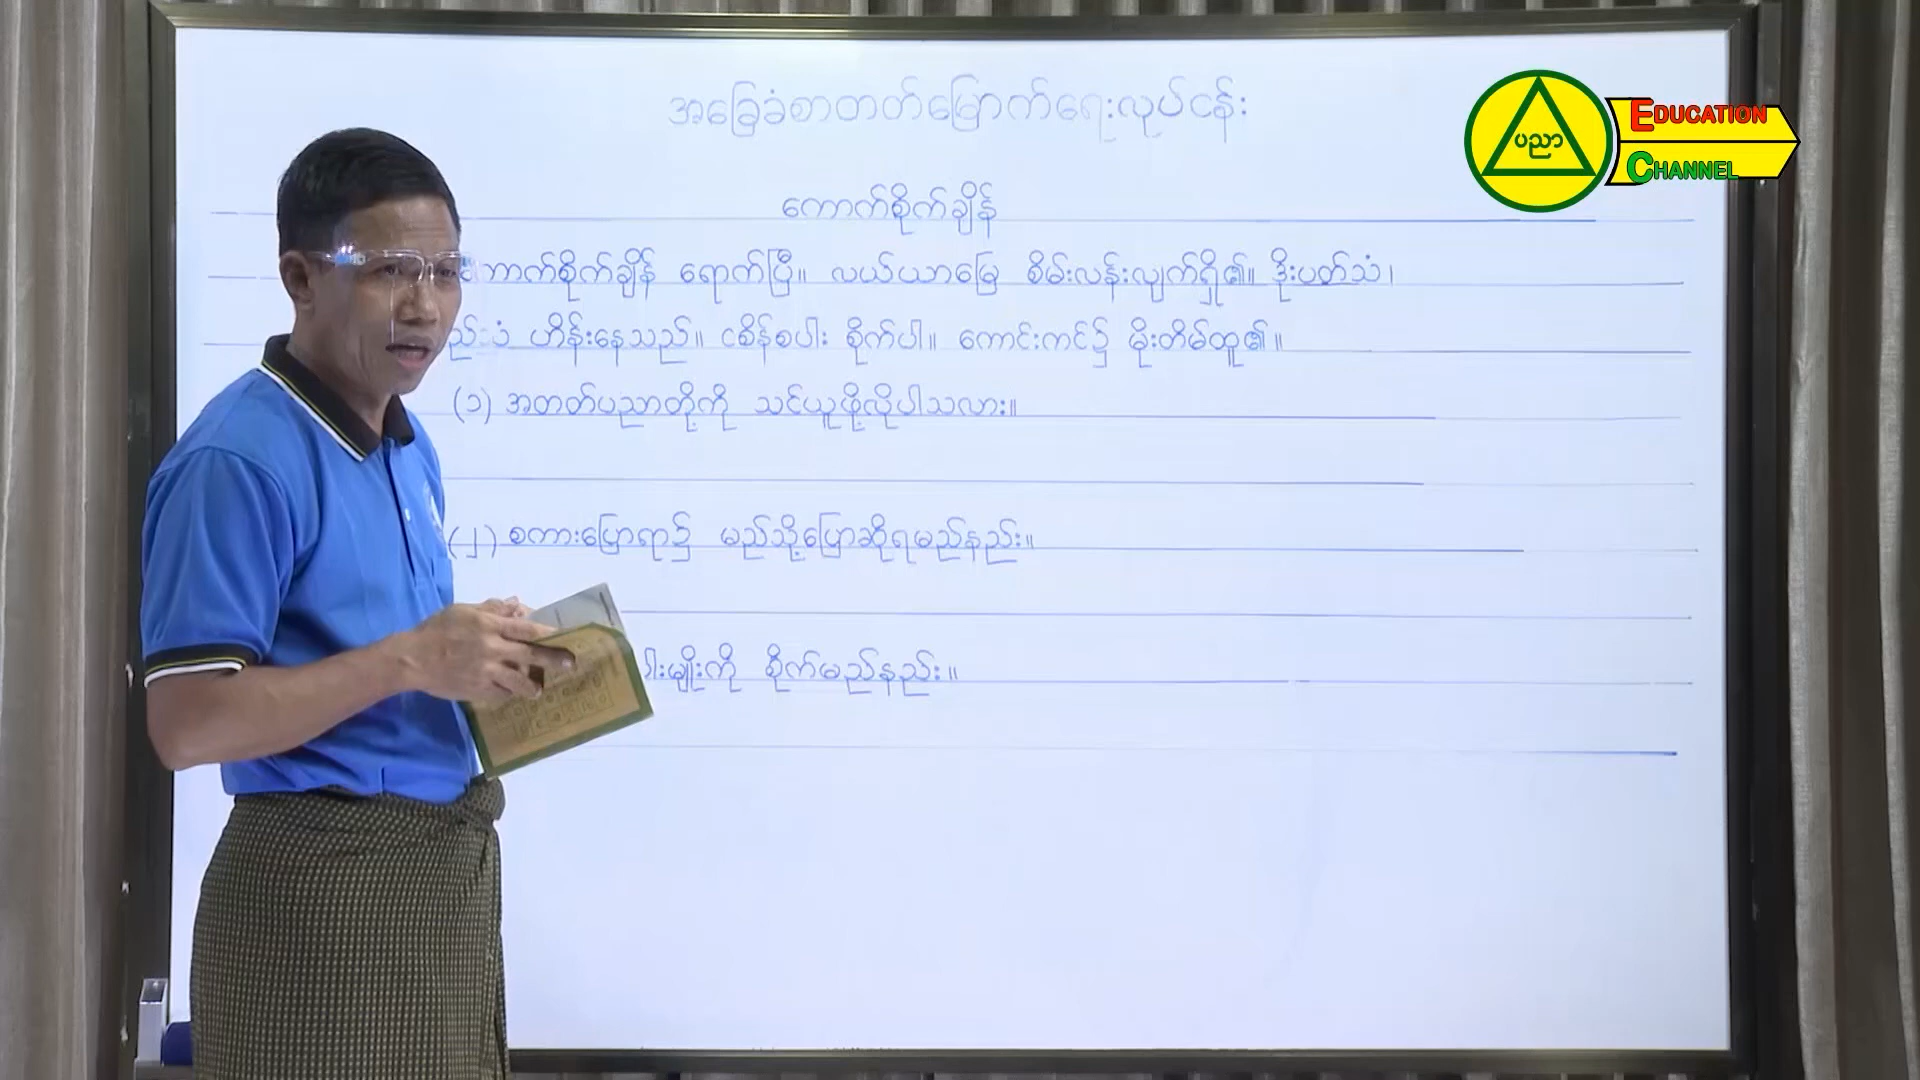 အခြေခံစာတတ်မြောက်ရေးလုပ်ငန်း
ပညာ
EDUCATION
CHANNEL
ကောက်စိုက်ချိန်
ကောက်စိုက်ချိန် ရောက်ပြီ။ လယ်ယာမြေ စိမ်းလန်းလျက်ရှိ၏။ ဒိုးပတ်သံ၊
ဟိန်းနေသည်။ ငစိန်စပါး စိုက်ပါ။ ကောင်းကင်၌ မိုးတိမ်ထူ၏။
(၁) အတတ်ပညာတို့ကို သင်ယူဖို့လိုပါသလား။
(၂) စကားပြောရာ၌ မည်သို့ပြောဆိုရမည်နည်း။
ပါးမျိုးကို စိုက်မည်နည်း။